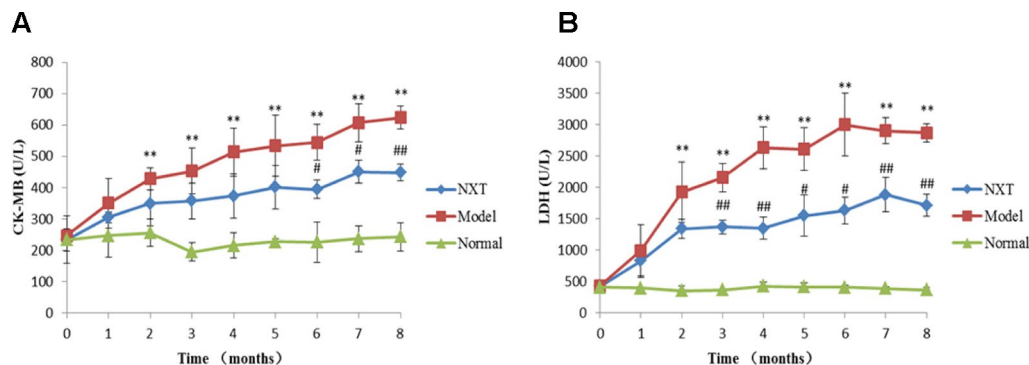 A
B
800
700
600
500
400
300
200
100
0
CK-MB (U/L)
** ** ** ** ** ** **
# # ##
0 1 2 3 4 5 6 7 8
Time （months）
NXT
Model
Normal
4000
3500
3000
2500
2000
1500
1000
500
0
LDH (U/L)
** ** ** ** ** ** **
## ## # # ## ##
0 1 2 3 4 5 6 7 8
Time （months）
NXT
Model
Normal